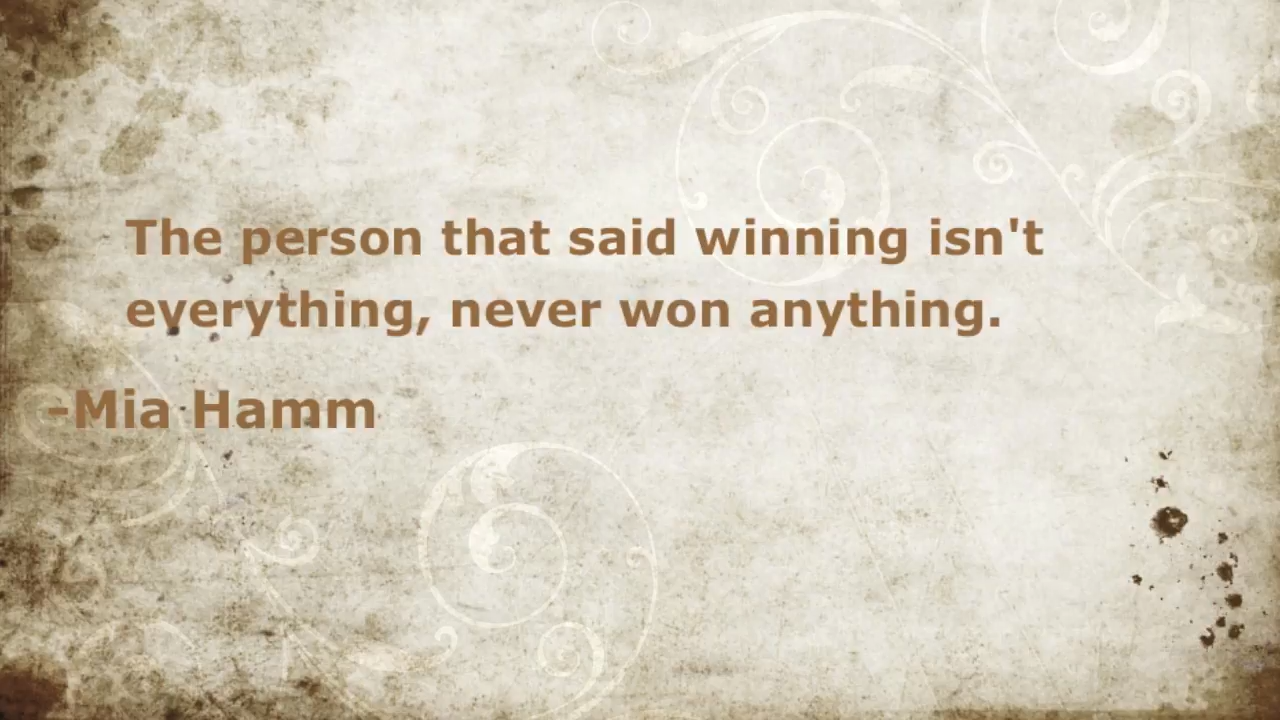 The person that said winning isn't
everything, never won anything.
-Mia Hamm